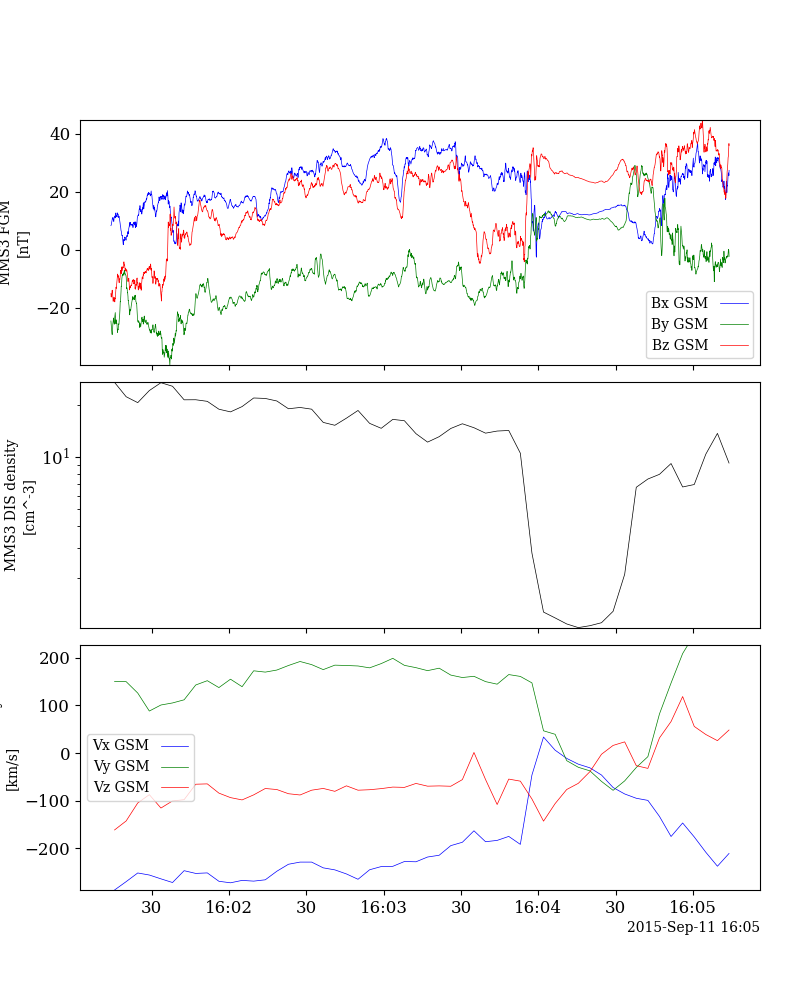 40
20
0
−20
MMS3 FGM
[nT]
Bx GSM
By GSM
Bz GSM
10^1
MMS3 DIS density
[cm^-3]
200
100
0
−100
−200
[km/s]
Vx GSM
Vy GSM
Vz GSM
30 16:02 30 16:03 30 16:04 30 16:05
2015-Sep-11 16:05